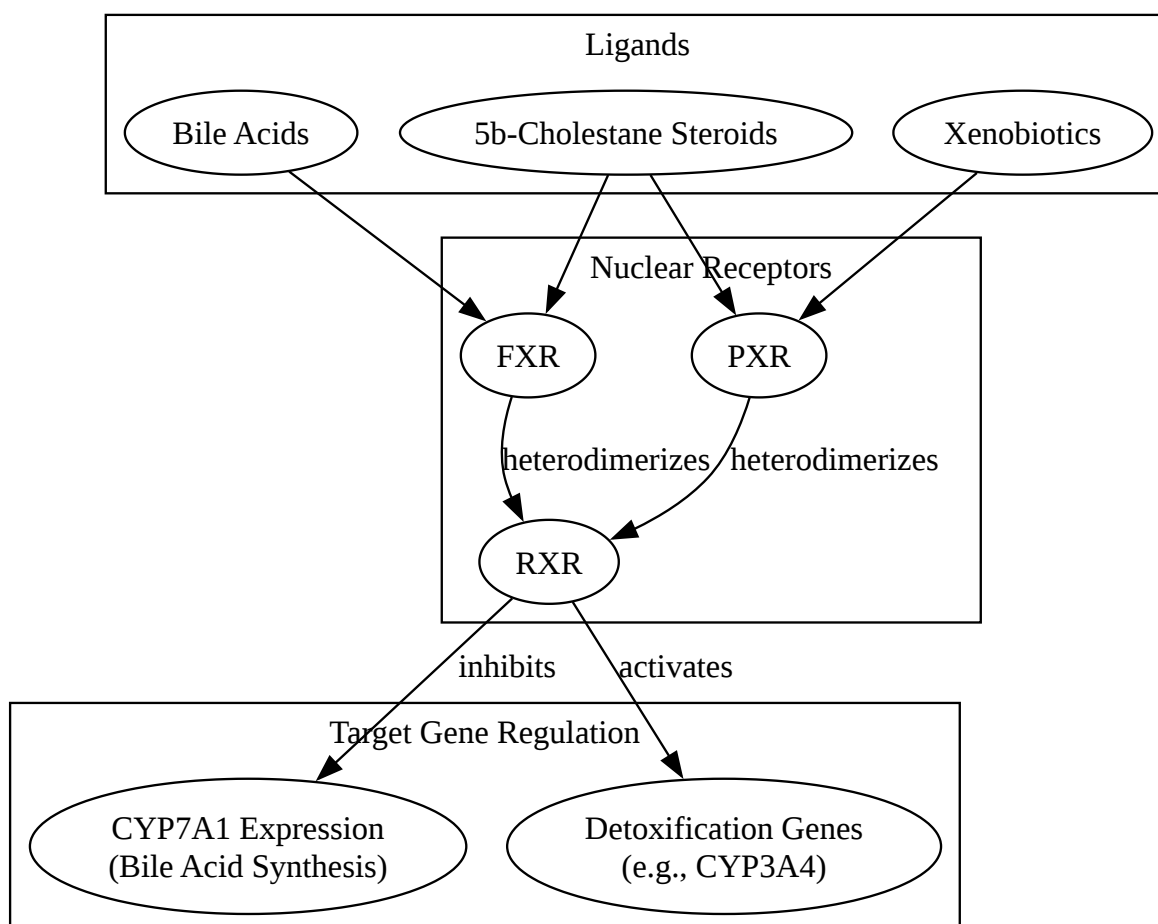 Ligands
Bile Acids
5b-Cholestane Steroids
Xenobiotics
Nuclear Receptors
FXR
PXR
heterodimerizes
heterodimerizes
RXR
inhibits
activates
Target Gene Regulation
CYP7A1 Expression
(Bile Acid Synthesis)
Detoxification Genes
(e.g., CYP3A4)